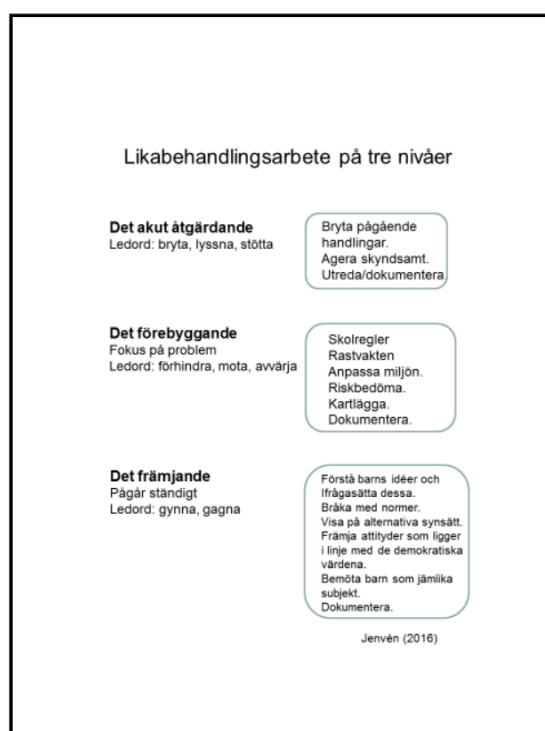 Likabehandlingsarbete på tre nivåer
Det akut åtgärdande
Ledord: bryta, lyssna, stötta
Bryta pågående
handlingar.
Agera skyndsamt.
Utreda/dokumentera.
Det förebyggande
Fokus på problem
Ledord: förhindra, mota, avvärja
Skolregler
Rastvakten
Anpassa miljön.
Riskbedöma.
Kartlägga.
Dokumentera.
Det främjande
Pågår ständigt
Ledord: gynna, gagna
Förstå barns idéer och
Ifrågasätta dessa.
Bråka med normer.
Visa på alternativa synsätt.
Främja attityder som ligger
i linje med de demokratiska
värdena.
Bemöta barn som jämlika
subjekt.
Dokumentera.
Jenvén (2016)